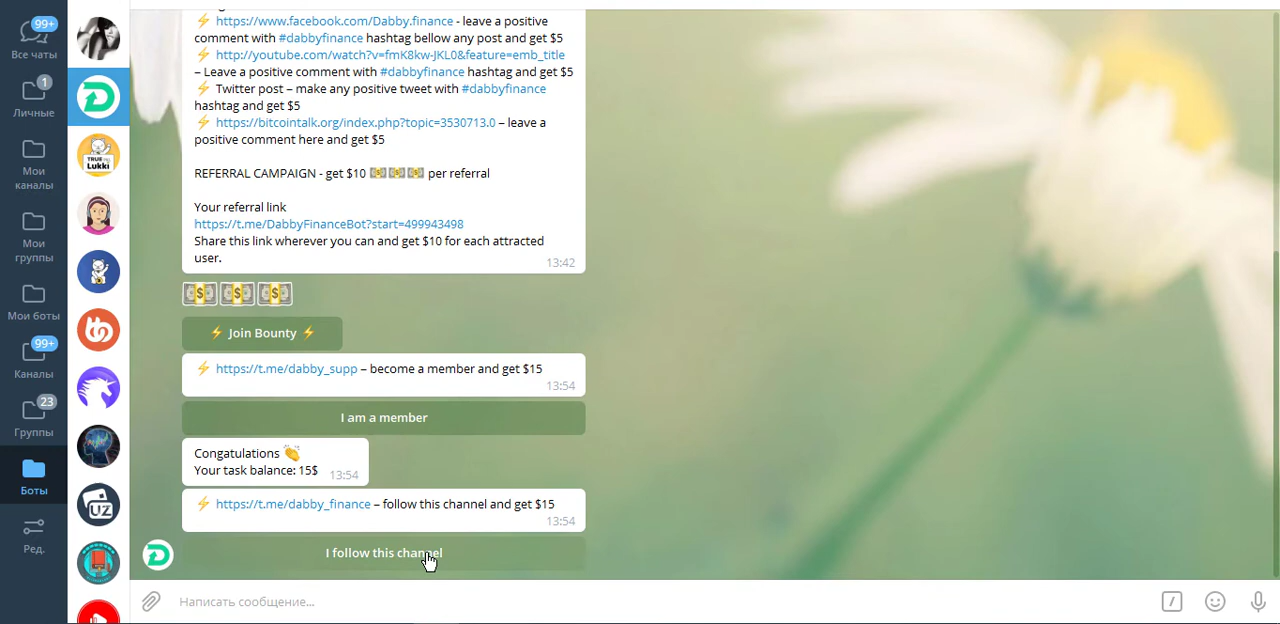 99+
Все чаты
1
Личные
Мои
каналы
Мои
группы
Мои боты
99+
Каналы
23
Группы
Боты
Ред.
TRUE
Lukki
UZ
⚡ https://www.facebook.com/Dabby.finance - leave a positive
comment with #dabbyfinance hashtag bellow any post and get $5
⚡ http://youtube.com/watch?v=fmK8kw-JKL0&feature=emb_title
– Leave a positive comment with #dabbyfinance hashtag and get $5
⚡ Twitter post – make any positive tweet with #dabbyfinance
hashtag and get $5
⚡ https://bitcointalk.org/index.php?topic=3530713.0 – leave a
positive comment here and get $5
REFERRAL CAMPAIGN - get $10 💵💵💵 per referral
Your referral link
https://t.me/DabbyFinanceBot?start=499943498
Share this link wherever you can and get $10 for each attracted
user.
13:42
💵💵💵
⚡ Join Bounty ⚡
⚡ https://t.me/dabby_supp – become a member and get $15
13:54
I am a member
Congatulations 👏
Your task balance: 15$
13:54
⚡ https://t.me/dabby_finance – follow this channel and get $15
13:54
I follow this channel
Написать сообщение...